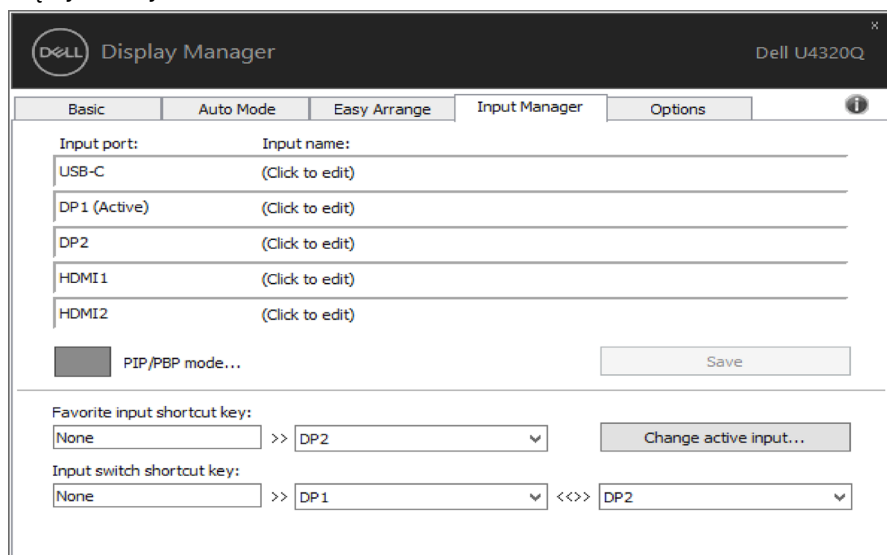 DELL Display Manager
x
Dell U4320Q
Basic Auto Mode Easy Arrange Input Manager Options i
Input port: Input name:
USB-C (Click to edit)
DP1 (Active) (Click to edit)
DP2 (Click to edit)
HDMI1 (Click to edit)
HDMI2 (Click to edit)
PIP/PBP mode... Save
Favorite input shortcut key:
None >> DP2 Change active input...
Input switch shortcut key:
None >> DP1 <<>> DP2